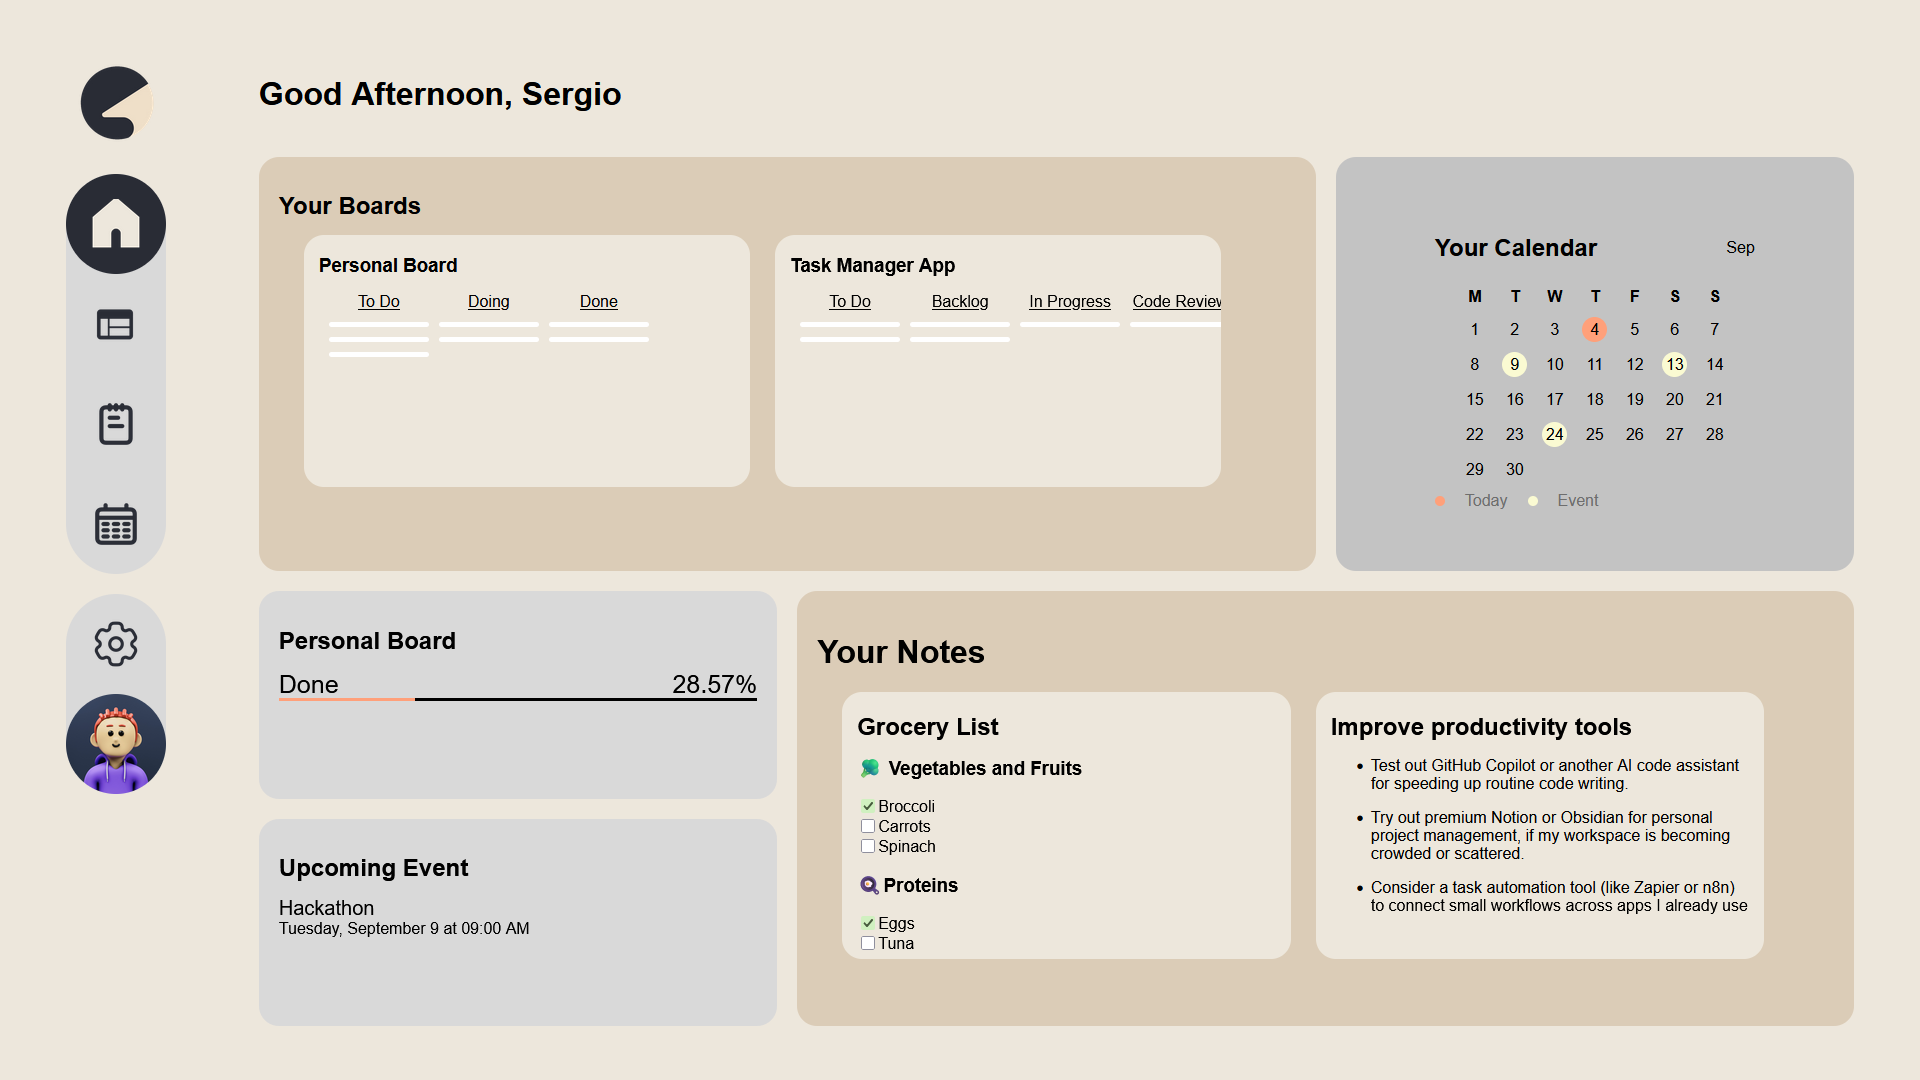 Good Afternoon, Sergio
Your Boards
Personal Board
To Do Doing Done
Task Manager App
To Do Backlog In Progress Code Review
Your Calendar Sep
M T W T F S S
1 2 3 4 5 6 7
8 9 10 11 12 13 14
15 16 17 18 19 20 21
22 23 24 25 26 27 28
29 30
Today Event
Personal Board
Done 28.57%
Upcoming Event
Hackathon
Tuesday, September 9 at 09:00 AM
Your Notes
Grocery List
Vegetables and Fruits
Broccoli
Carrots
Spinach
Proteins
Eggs
Tuna
Improve productivity tools
Test out GitHub Copilot or another AI code assistant
for speeding up routine code writing.
Try out premium Notion or Obsidian for personal
project management, if my workspace is becoming
crowded or scattered.
Consider a task automation tool (like Zapier or n8n)
to connect small workflows across apps I already use